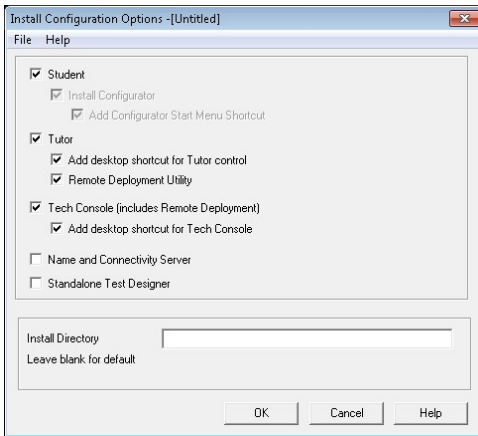 Install Configuration Options -[Untitled]
File Help
Student
Install Configurator
Add Configurator Start Menu Shortcut
Tutor
Add desktop shortcut for Tutor control
Remote Deployment Utility
Tech Console (includes Remote Deployment)
Add desktop shortcut for Tech Console
Name and Connectivity Server
Standalone Test Designer
Install Directory
Leave blank for default
OK Cancel Help